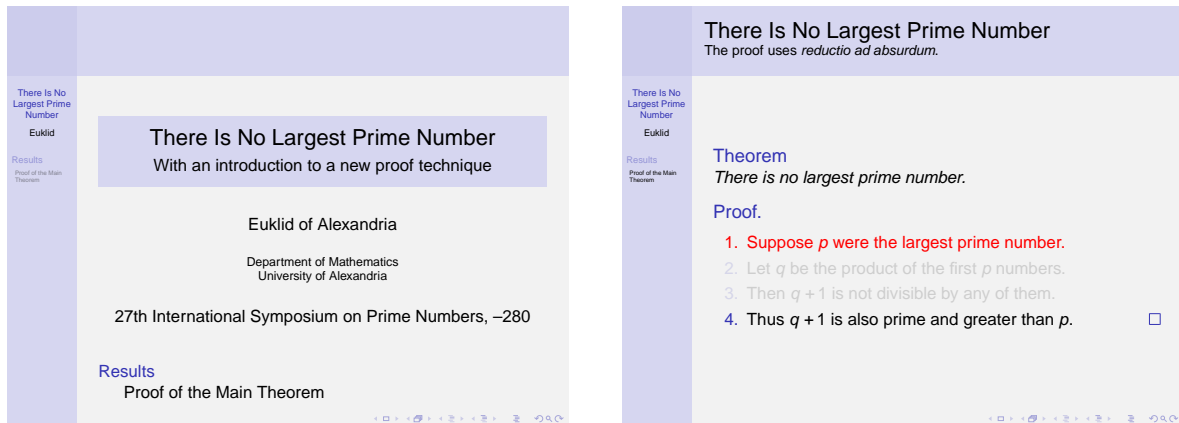 There Is No
Largest Prime
Number
Euklid
Results
Proof of the Main
Theorem
There Is No Largest Prime Number
With an introduction to a new proof technique
Euklid of Alexandria
Department of Mathematics
University of Alexandria
27th International Symposium on Prime Numbers, –280
Results
Proof of the Main Theorem
There Is No Largest Prime Number
The proof uses reductio ad absurdum.
There Is No
Largest Prime
Number
Euklid
Results
Proof of the Main
Theorem
Theorem
There is no largest prime number.
Proof.
1. Suppose p were the largest prime number.
2. Let q be the product of the first p numbers.
3. Then q + 1 is not divisible by any of them.
4. Thus q + 1 is also prime and greater than p.